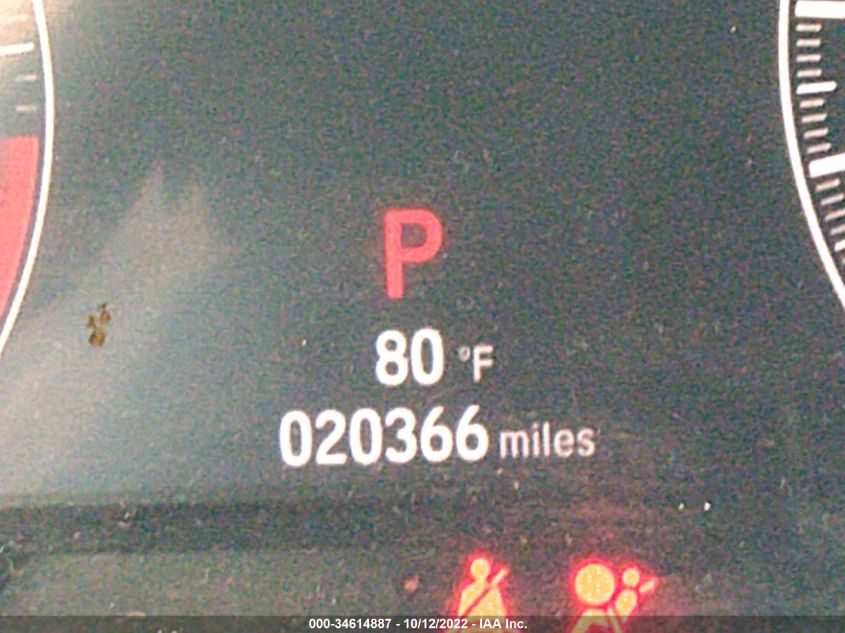 P
80 °F
020366 miles
000-34614887 - 10/12/2022 - IAA Inc.